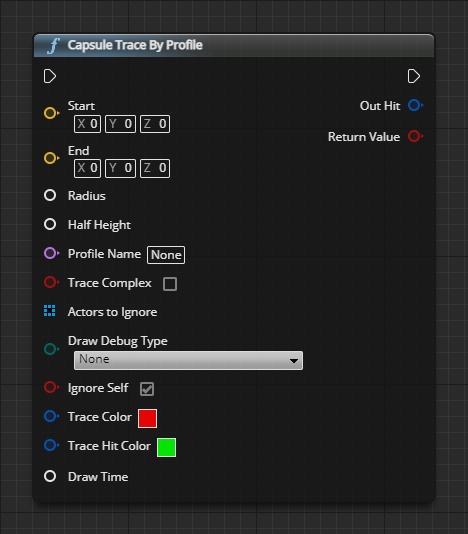 f Capsule Trace By Profile
Start
Out Hit
X 0 Y 0 Z 0
Return Value
End
X 0 Y 0 Z 0
Radius
Half Height
Profile Name None
Trace Complex
Actors to Ignore
Draw Debug Type
None
Ignore Self
Trace Color
Trace Hit Color
Draw Time